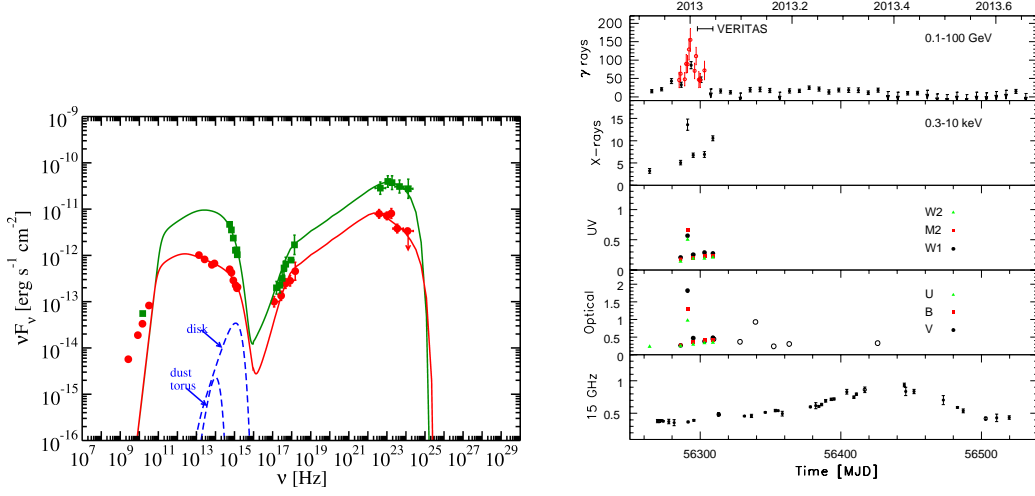 10^-9
10^-10
10^-11
10^-12
10^-13
10^-14
10^-15
10^-16
νF_ν [erg s^-1 cm^-2]
disk
dust
torus
10^7 10^9 10^11 10^13 10^15 10^17 10^19 10^21 10^23 10^25 10^27 10^29
ν [Hz]
2013 2013.2 2013.4 2013.6
VERITAS
0.1-100 GeV
γ rays
200
150
100
50
0
0.3-10 keV
X-rays
15
10
5
0
UV
1
0.5
0
W2
M2
W1
Optical
2
1.5
1
0.5
0
U
B
V
15 GHz
1
0.5
56300 56400 56500
Time [MJD]